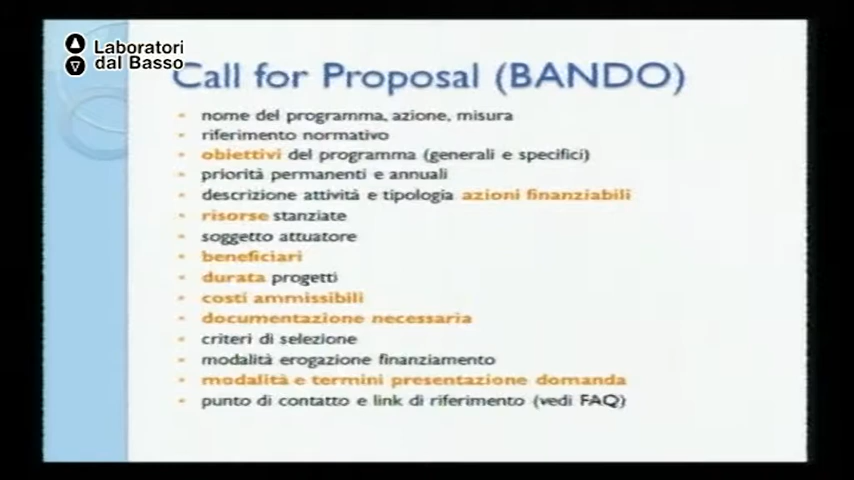 Laboratori
dal Basso
Call for Proposal (BANDO)
nome del programma, azione, misura
riferimento normativo
obiettivi del programma (generali e specifici)
priorità permanenti e annuali
descrizione attività e tipologia azioni finanziabili
risorse stanziate
soggetto attuatore
beneficiari
durata progetti
costi ammissibili
documentazione necessaria
criteri di selezione
modalità erogazione finanziamento
modalità e termini presentazione domanda
punto di contatto e link di riferimento (vedi FAQ)